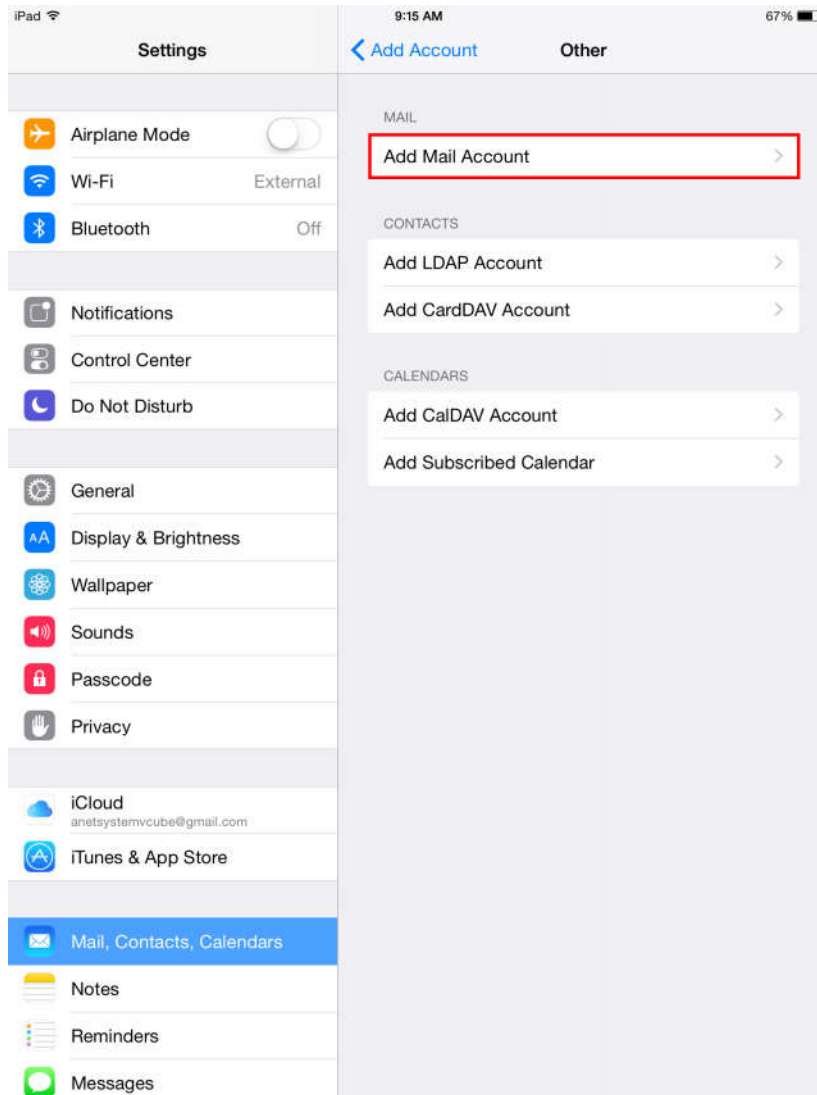 iPad 9:15 AM 67%
Settings
Add Account Other
Airplane Mode
Wi-Fi External
Bluetooth Off
Notifications
Control Center
Do Not Disturb
General
AA Display & Brightness
Wallpaper
Sounds
Passcode
Privacy
iCloud
anetsystemvcube@gmail.com
iTunes & App Store
Mail, Contacts, Calendars
Notes
Reminders
Messages
MAIL
Add Mail Account
CONTACTS
Add LDAP Account
Add CardDAV Account
CALENDARS
Add CalDAV Account
Add Subscribed Calendar